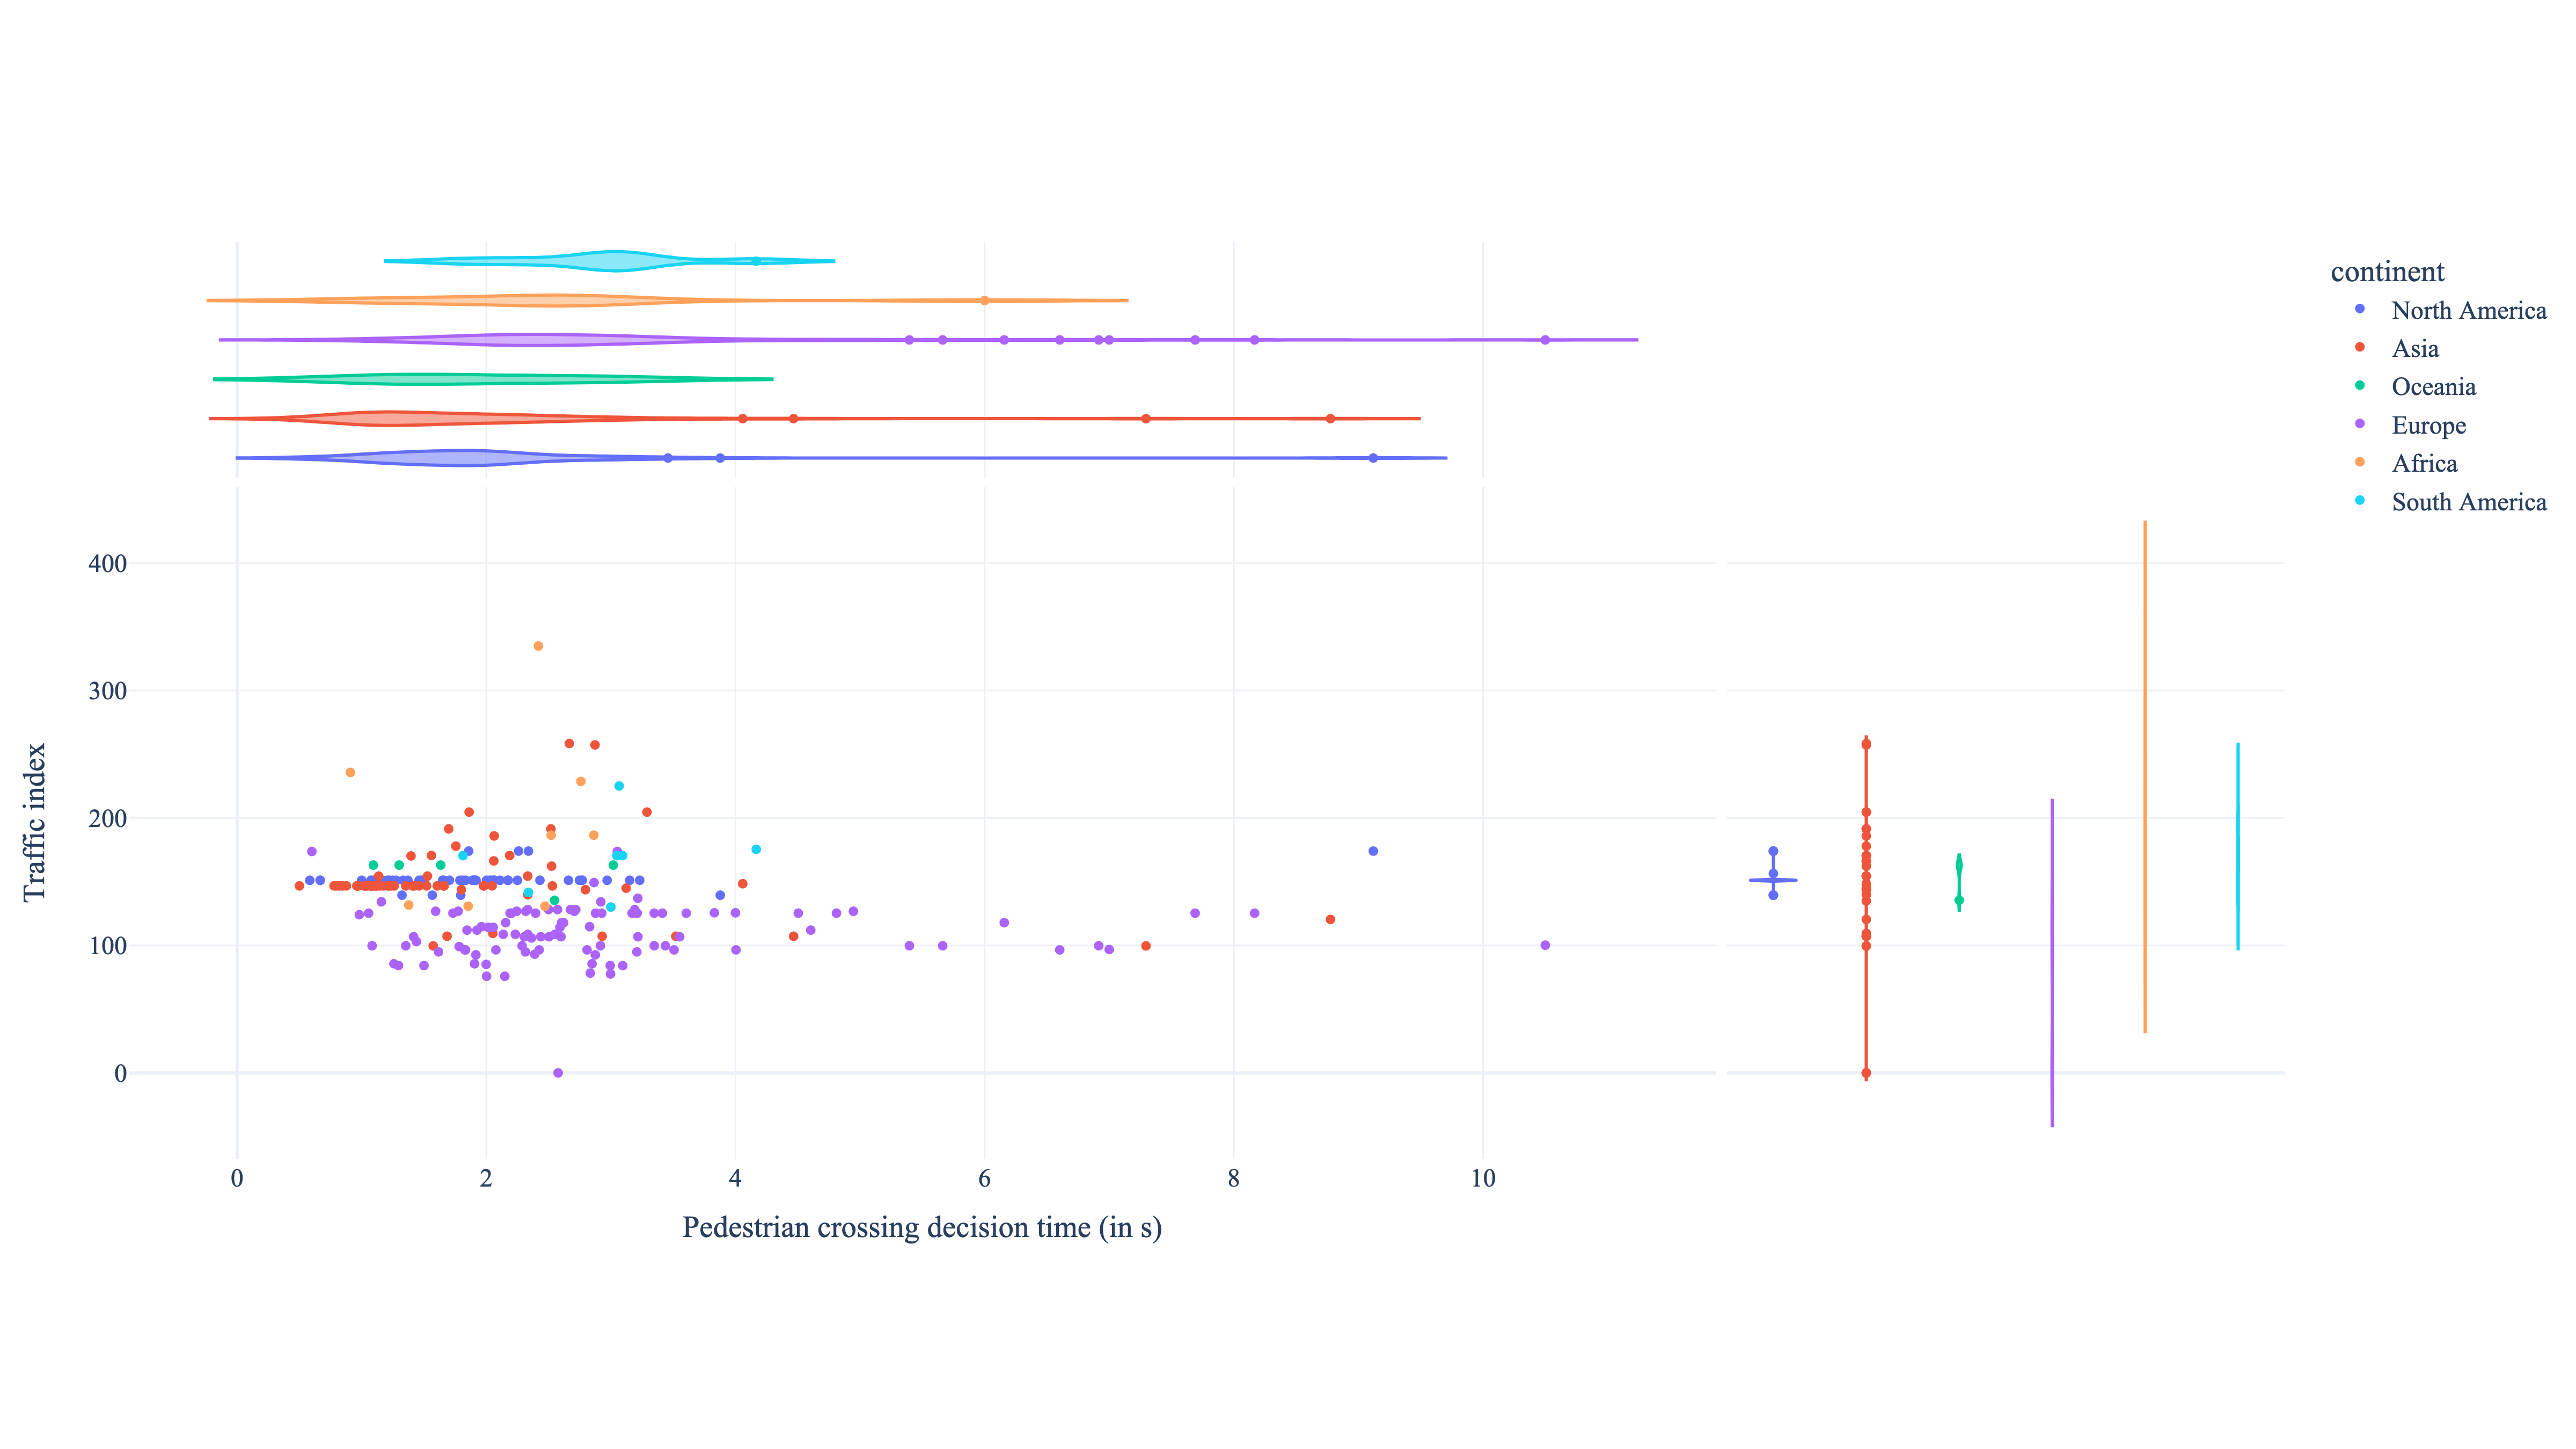 continent
North America
Asia
Oceania
Europe
Africa
South America
400
300
200
100
0
Traffic index
0 2 4 6 8 10
Pedestrian crossing decision time (in s)